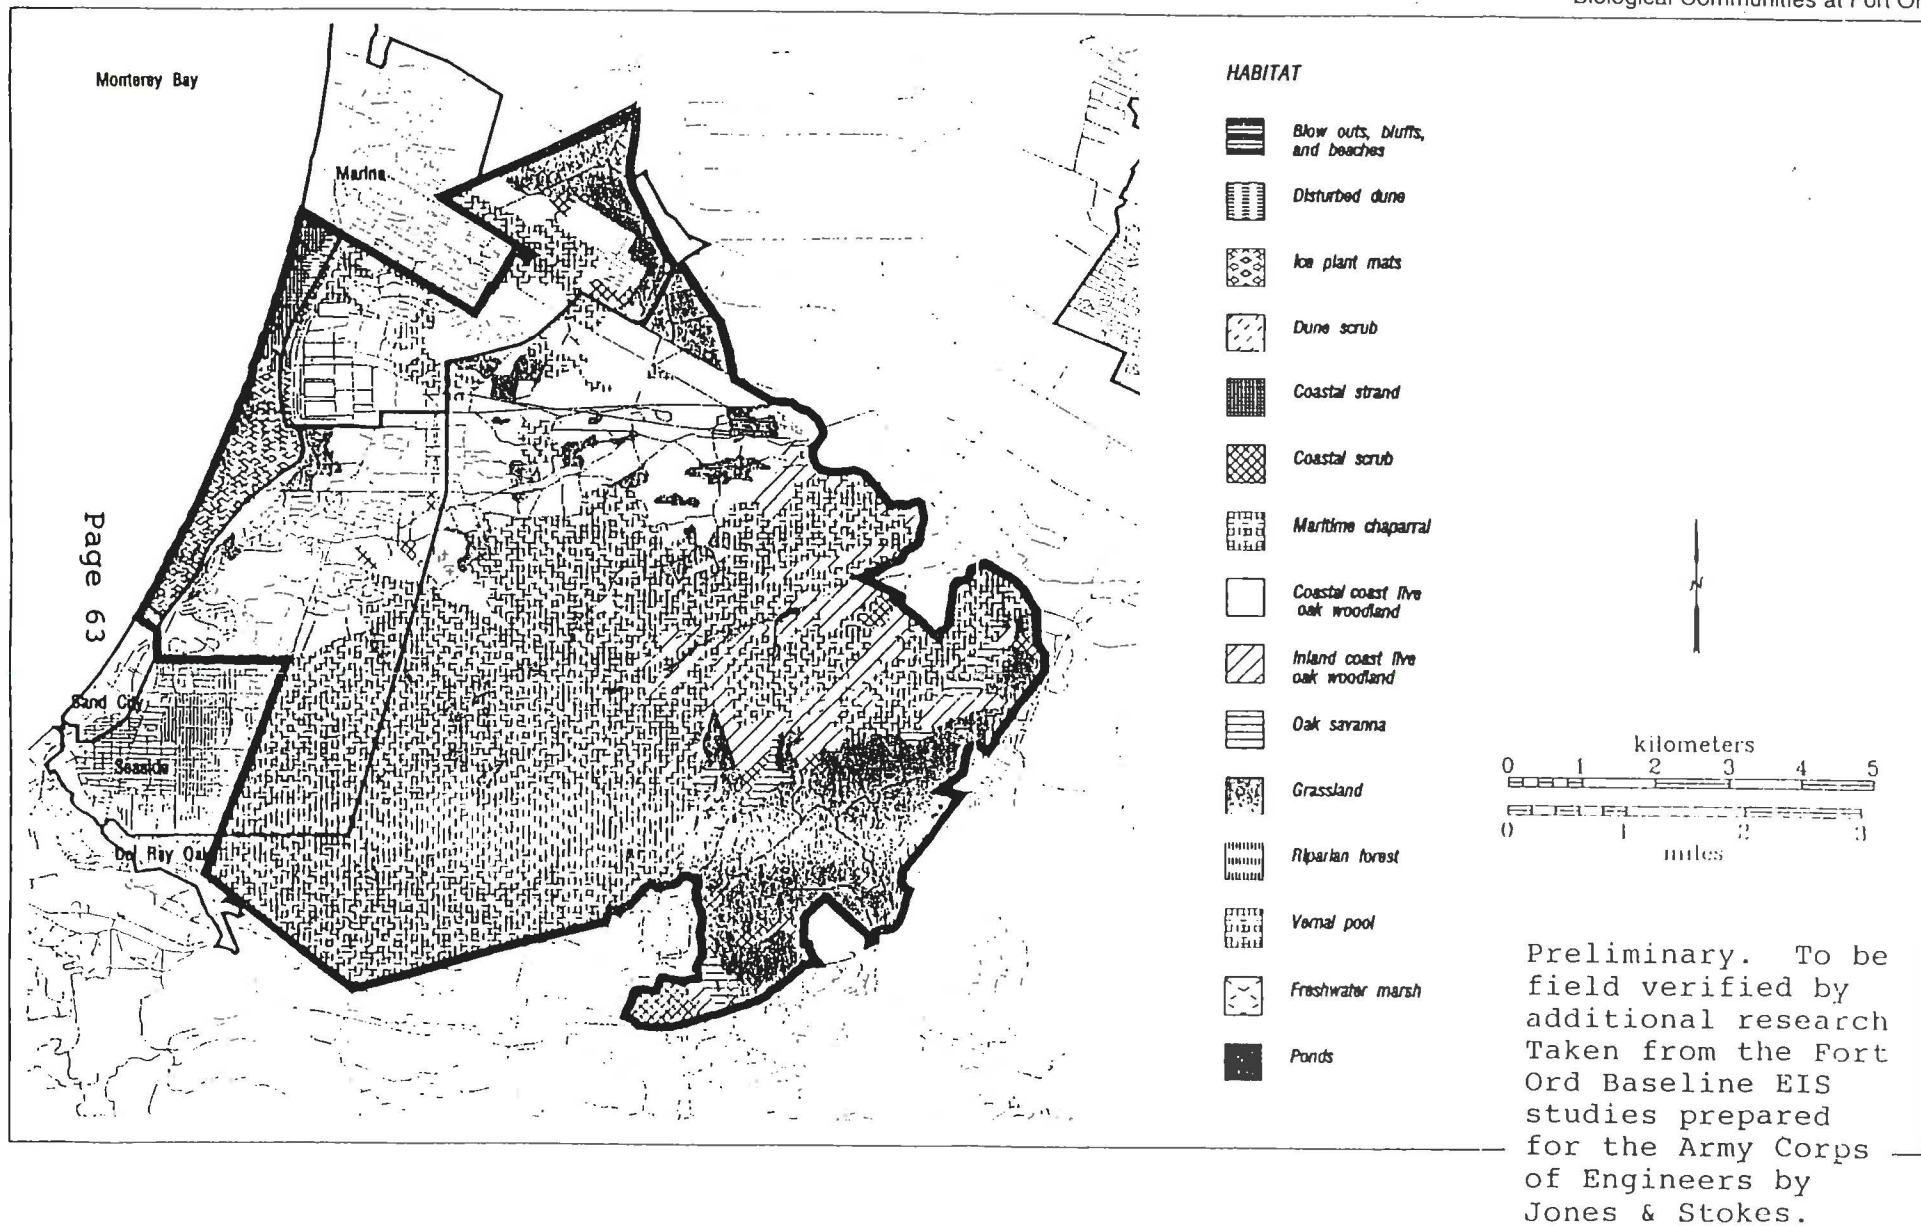 Biological Communities at Fort Or
Monterey Bay
Marina
Sand City
Seaside
Del Ray Oa
Page 63
HABITAT
Blow outs, bluffs,
and beaches
Disturbed dune
Ice plant mats
Dune scrub
Coastal strand
Coastal scrub
Maritime chaparral
Coastal coast live
oak woodland
Inland coast live
oak woodland
Oak savanna
Grassland
Riparian forest
Vernal pool
Freshwater marsh
Ponds
N
kilometers
0 1 2 3 4 5
0 1 2 3
miles
Preliminary. To be
field verified by
additional research
Taken from the Fort
Ord Baseline EIS
studies prepared
for the Army Corps
of Engineers by
Jones & Stokes.